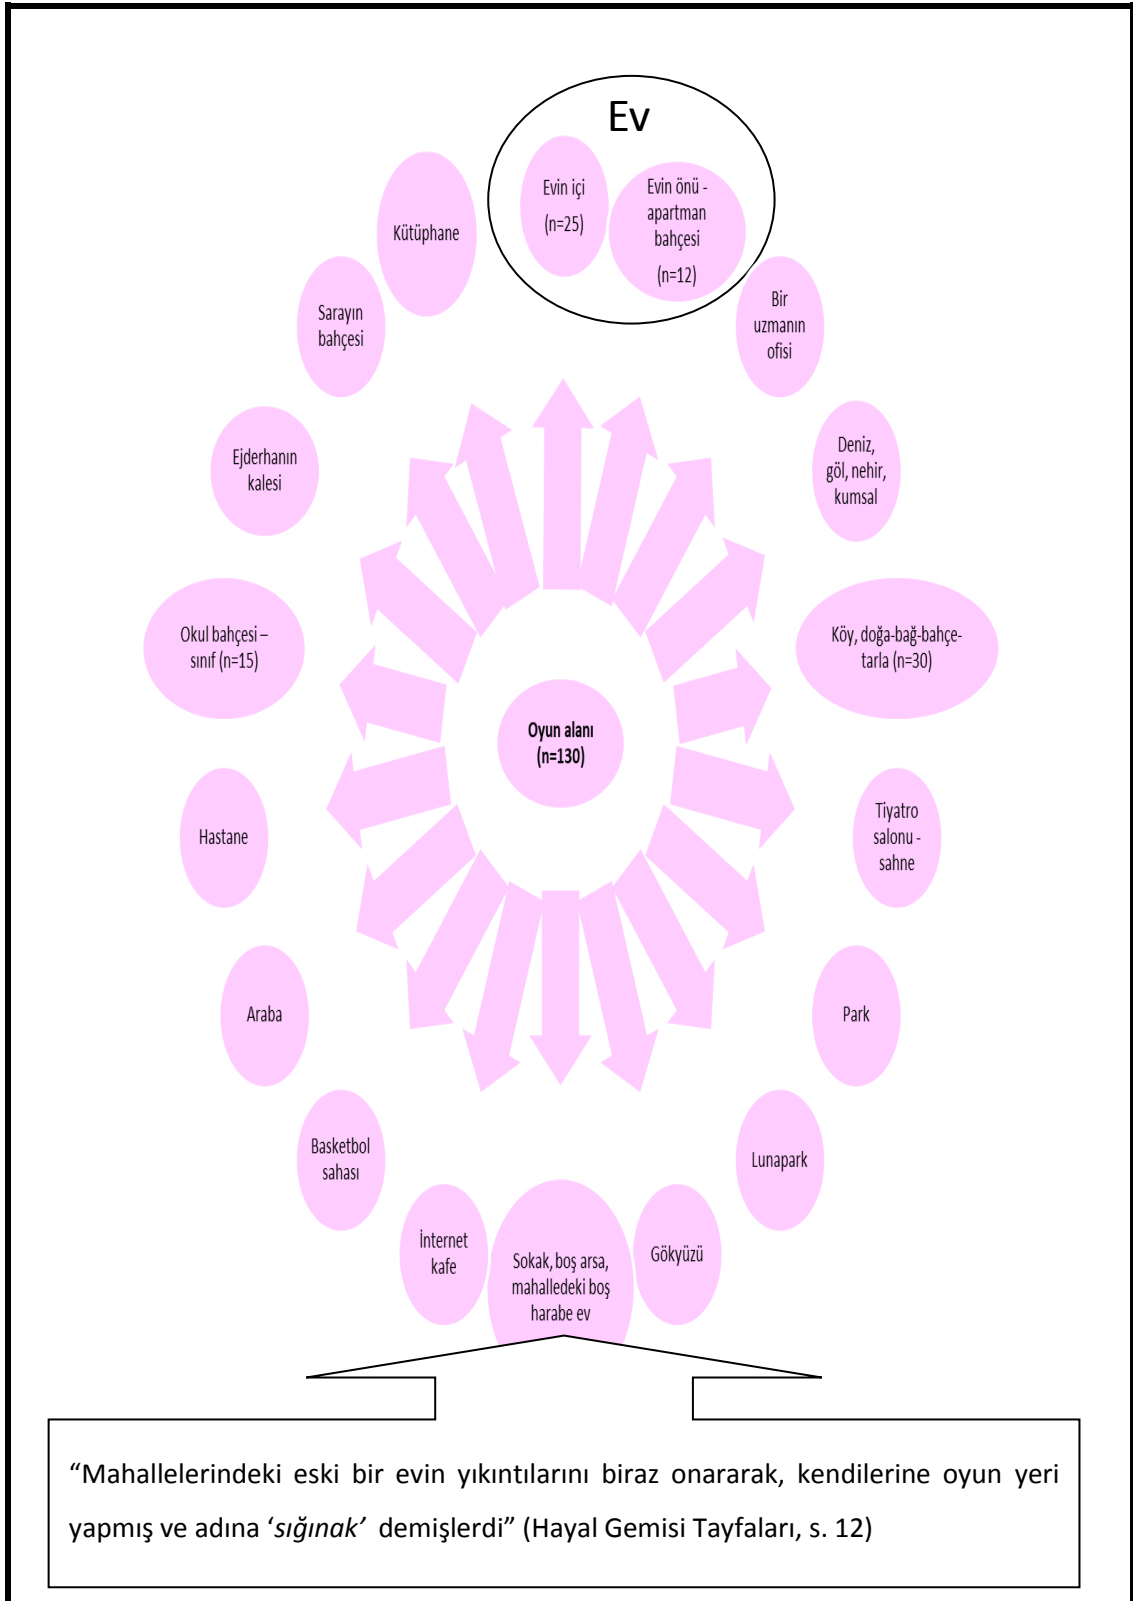 Ev
Evin içi
(n=25)
Evin önü -
apartman
bahçesi
(n=12)
Kütüphane
Bir
uzmanın
ofisi
Sarayın
bahçesi
Deniz,
göl, nehir,
kumsal
Ejderhanın
kalesi
Köy, doğa-bağ-bahçe-
tarla (n=30)
Okul bahçesi –
sınıf (n=15)
Oyun alanı
(n=130)
Tiyatro
salonu -
sahne
Hastane
Park
Araba
Lunapark
Basketbol
sahası
Gökyüzü
İnternet
kafe
Sokak, boş arsa,
mahalledeki boş
harabe ev
“Mahallelerindeki eski bir evin yıkıntılarını biraz onararak, kendilerine oyun yeri
yapmış ve adına ‘sığınak’ demişlerdi” (Hayal Gemisi Tayfaları, s. 12)